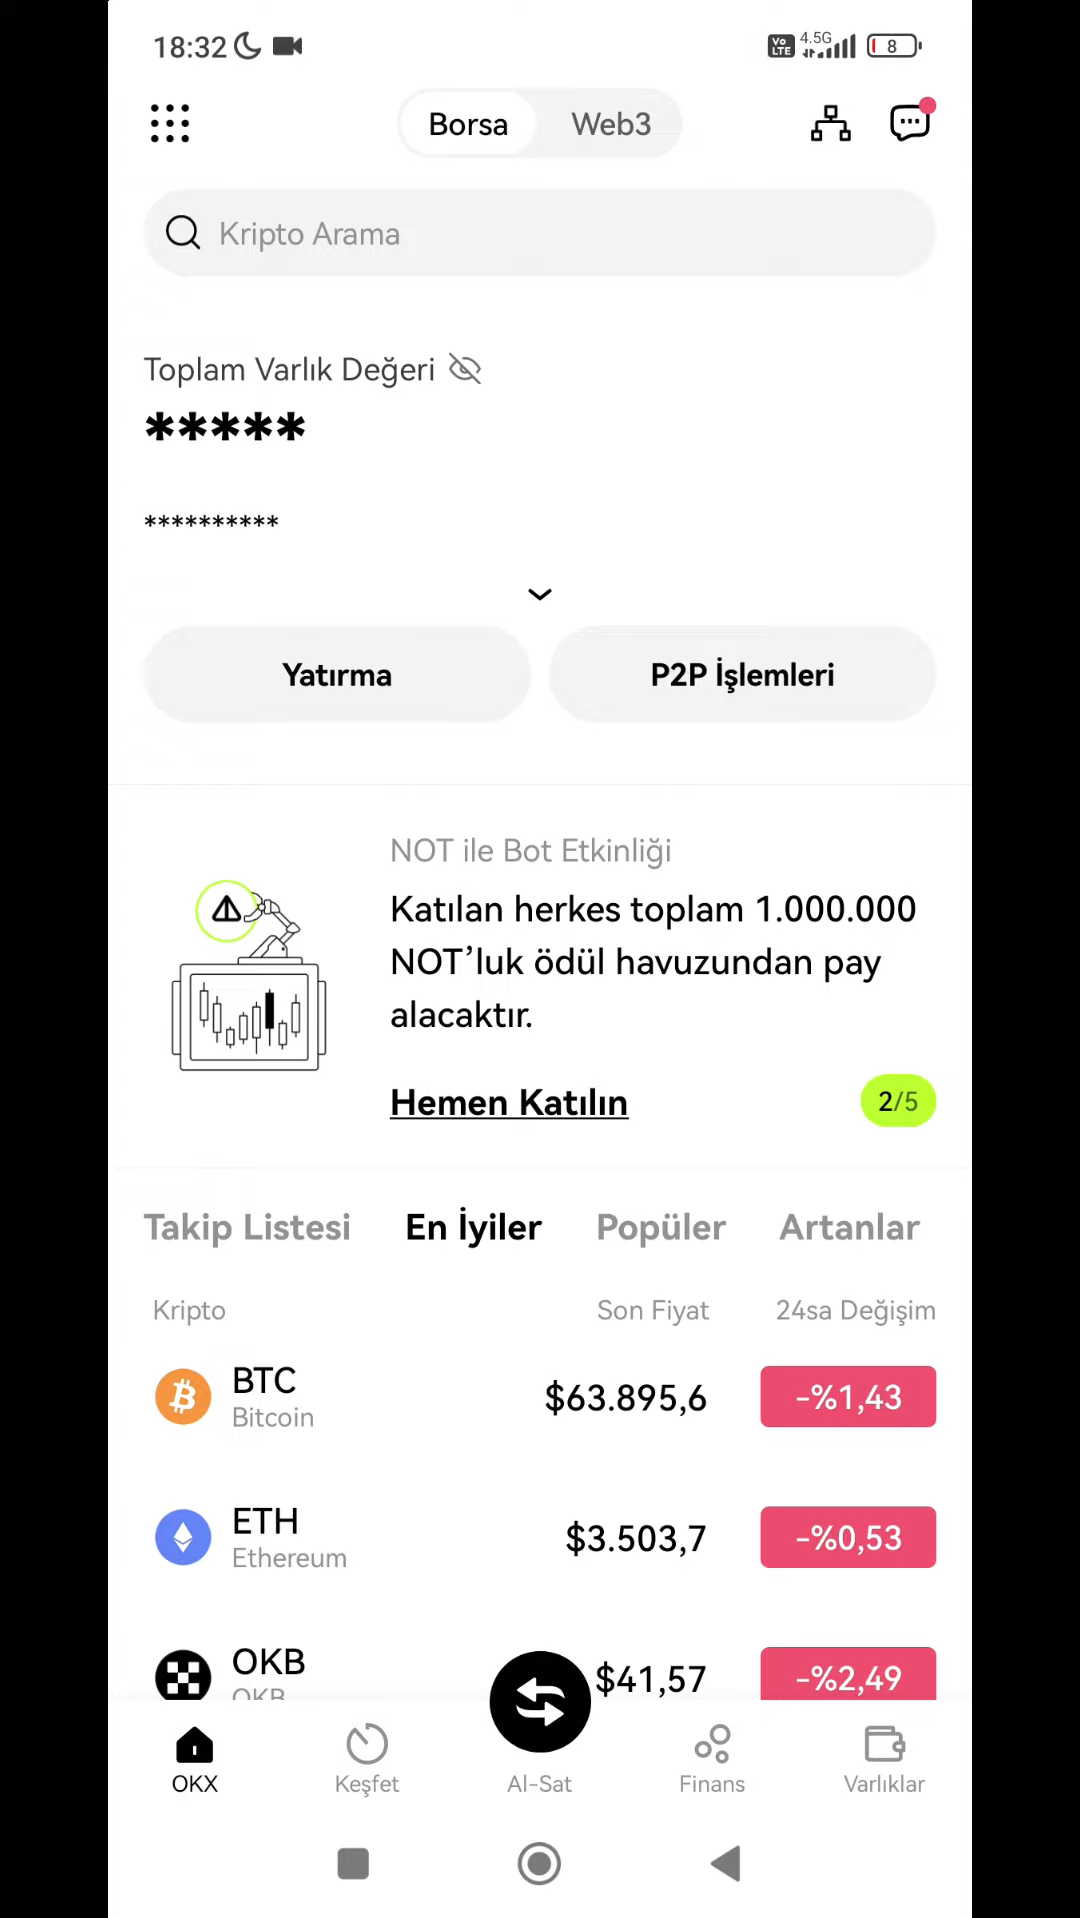 18:32
Vo LTE 4.5G 8
Borsa Web3
Kripto Arama
Toplam Varlık Değeri
*****
**********
Yatırma P2P İşlemleri
NOT ile Bot Etkinliği
Katılan herkes toplam 1.000.000
NOT’luk ödül havuzundan pay
alacaktır.
Hemen Katılın 2/5
Takip Listesi En İyiler Popüler Artanlar
Kripto Son Fiyat 24sa Değişim
BTC
Bitcoin
$63.895,6 -%1,43
ETH
Ethereum
$3.503,7 -%0,53
OKB
OKB
$41,57 -%2,49
OKX Keşfet Al-Sat Finans Varlıklar